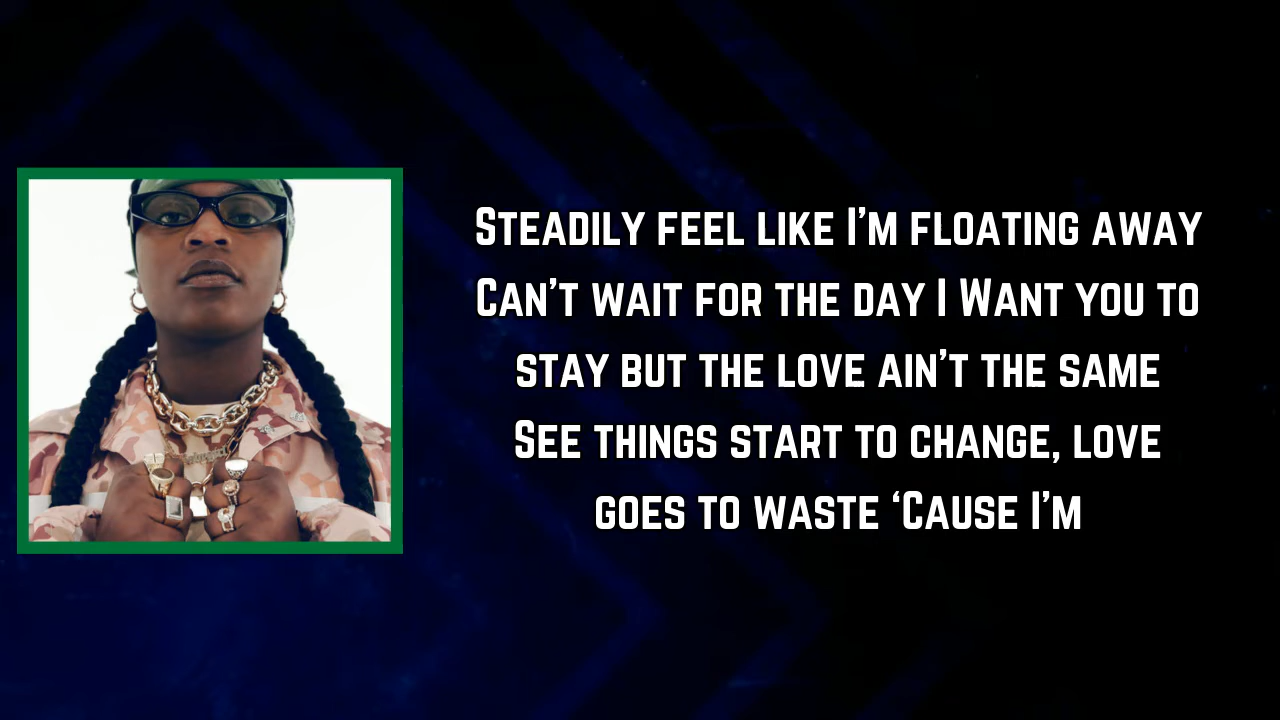 Steadily feel like I’m floating away
Can’t wait for the day I Want you to
stay but the love ain’t the same
See things start to change, love
goes to waste ‘Cause I’m